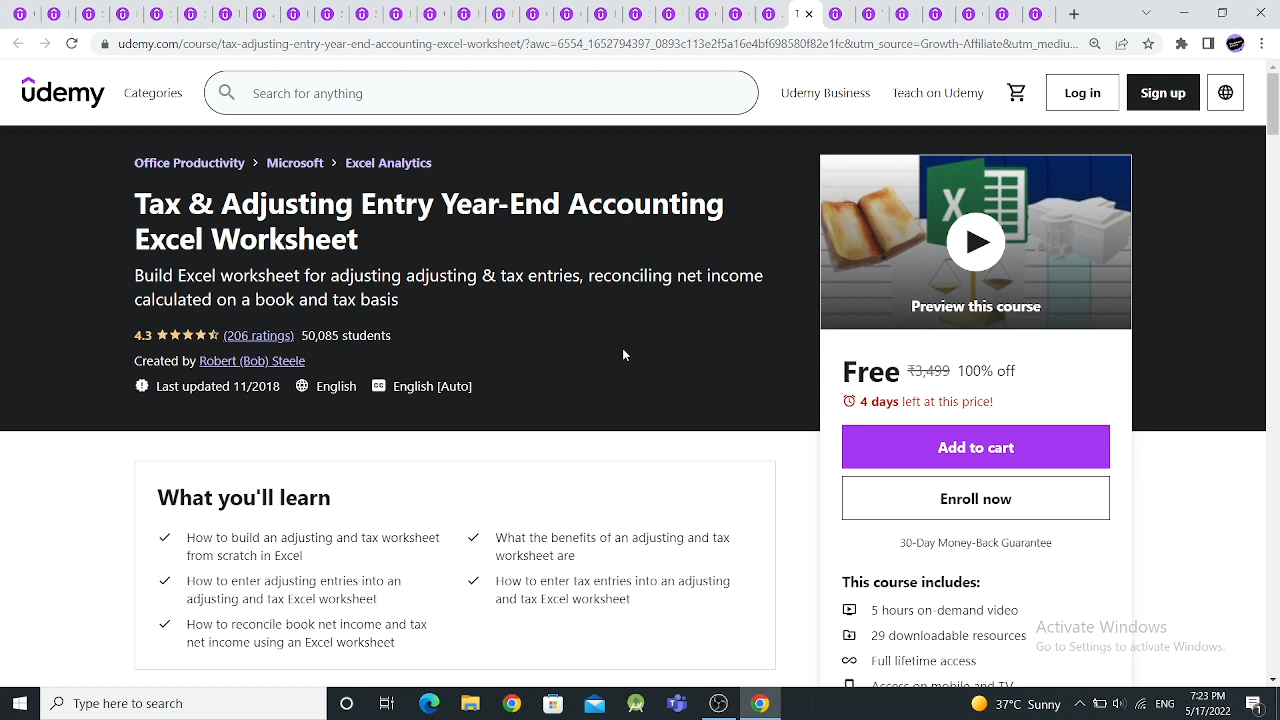 udemy.com/course/tax-adjusting-entry-year-end-accounting-excel-worksheet/?ranEAID=6554_1652794397_0893c113e2f5a16e4bf698580f82e1fc&utm_source=Growth-Affiliate&utm_mediu...
ûdemy Categories Search for anything Udemy Business Teach on Udemy Log in Sign up
Office Productivity > Microsoft > Excel Analytics
Tax & Adjusting Entry Year-End Accounting
Excel Worksheet
Build Excel worksheet for adjusting adjusting & tax entries, reconciling net income
calculated on a book and tax basis
4.3 (206 ratings) 50,085 students
Created by Robert (Bob) Steele
Last updated 11/2018 English CC English [Auto]
Preview this course
Free ₹3,499 100% off
4 days left at this price!
Add to cart
Enroll now
30-Day Money-Back Guarantee
This course includes:
5 hours on-demand video
29 downloadable resources
Full lifetime access
Access on mobile and TV
What you'll learn
How to build an adjusting and tax worksheet
from scratch in Excel
How to enter adjusting entries into an
adjusting and tax Excel worksheet
How to reconcile book net income and tax
net income using an Excel worksheet
What the benefits of an adjusting and tax
worksheet are
How to enter tax entries into an adjusting
and tax Excel worksheet
Activate Windows
Go to Settings to activate Windows.
Type here to search
37°C Sunny ENG
7:23 PM
5/17/2022